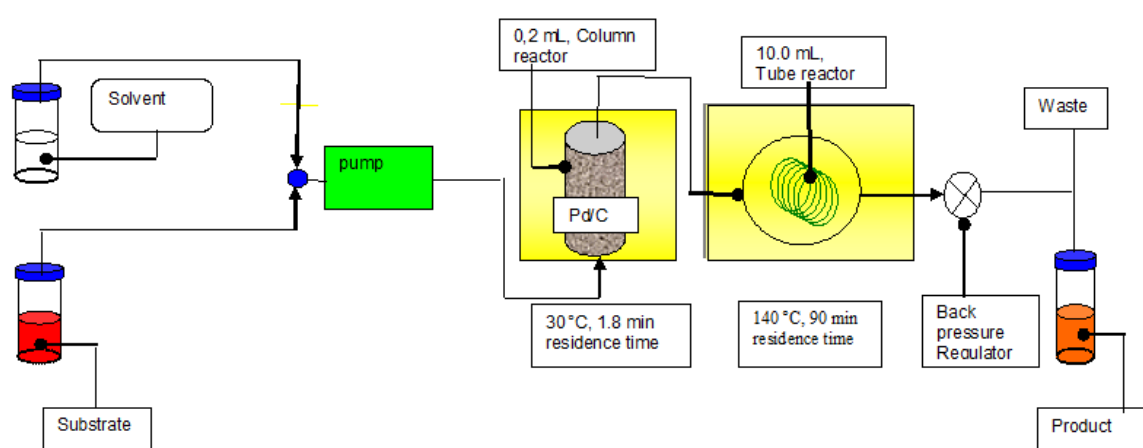 Solvent
pump
0,2 mL, Column
reactor
Pd/C
30°C, 1.8 min
residence time
10.0 mL,
Tube reactor
140°C, 90 min
residence time
Waste
Back
pressure
Regulator
Substrate
Product